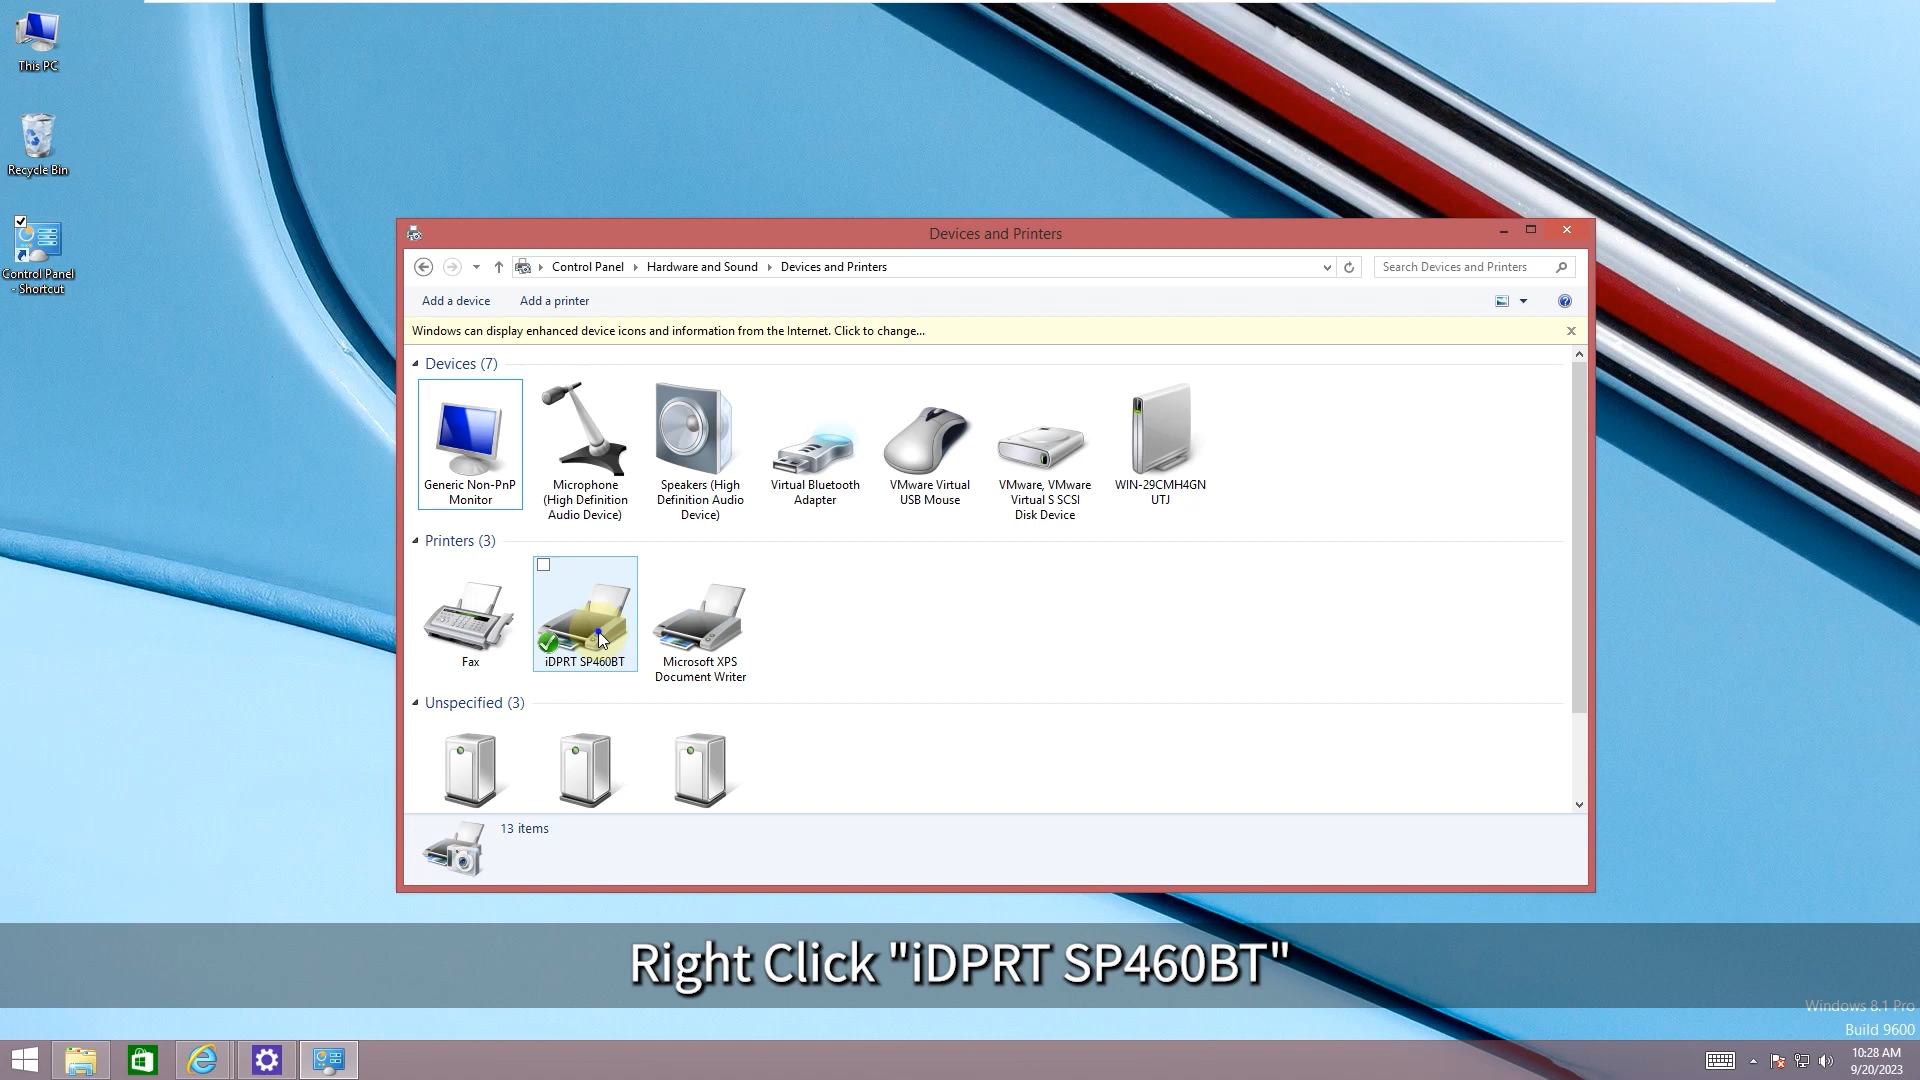 This PC
Recycle Bin
Control Panel
- Shortcut
Devices and Printers
Control Panel
Hardware and Sound
Devices and Printers
Search Devices and Printers
Add a device
Add a printer
Windows can display enhanced device icons and information from the Internet. Click to change...
Devices (7)
Generic Non-PnP
Monitor
Microphone
(High Definition
Audio Device)
Speakers (High
Definition Audio
Device)
Virtual Bluetooth
Adapter
VMware Virtual
USB Mouse
VMware, VMware
Virtual S SCSI
Disk Device
WIN-29CMH4GN
UTJ
Printers (3)
Fax
iDPRT SP460BT
Microsoft XPS
Document Writer
Unspecified (3)
13 items
Right Click "iDPRT SP460BT"
Windows 8.1 Pro
Build 9600
10:28 AM
9/20/2023